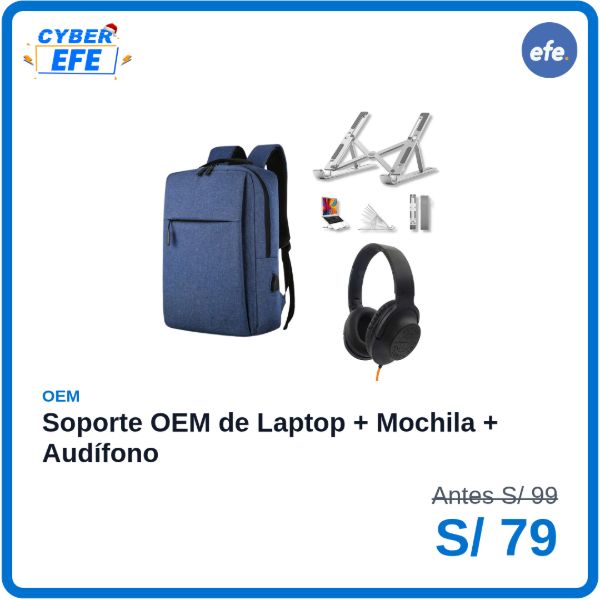 CYBER
EFE
efe.
OEM
Soporte OEM de Laptop + Mochila +
Audífono
Antes S/ 99
S/ 79